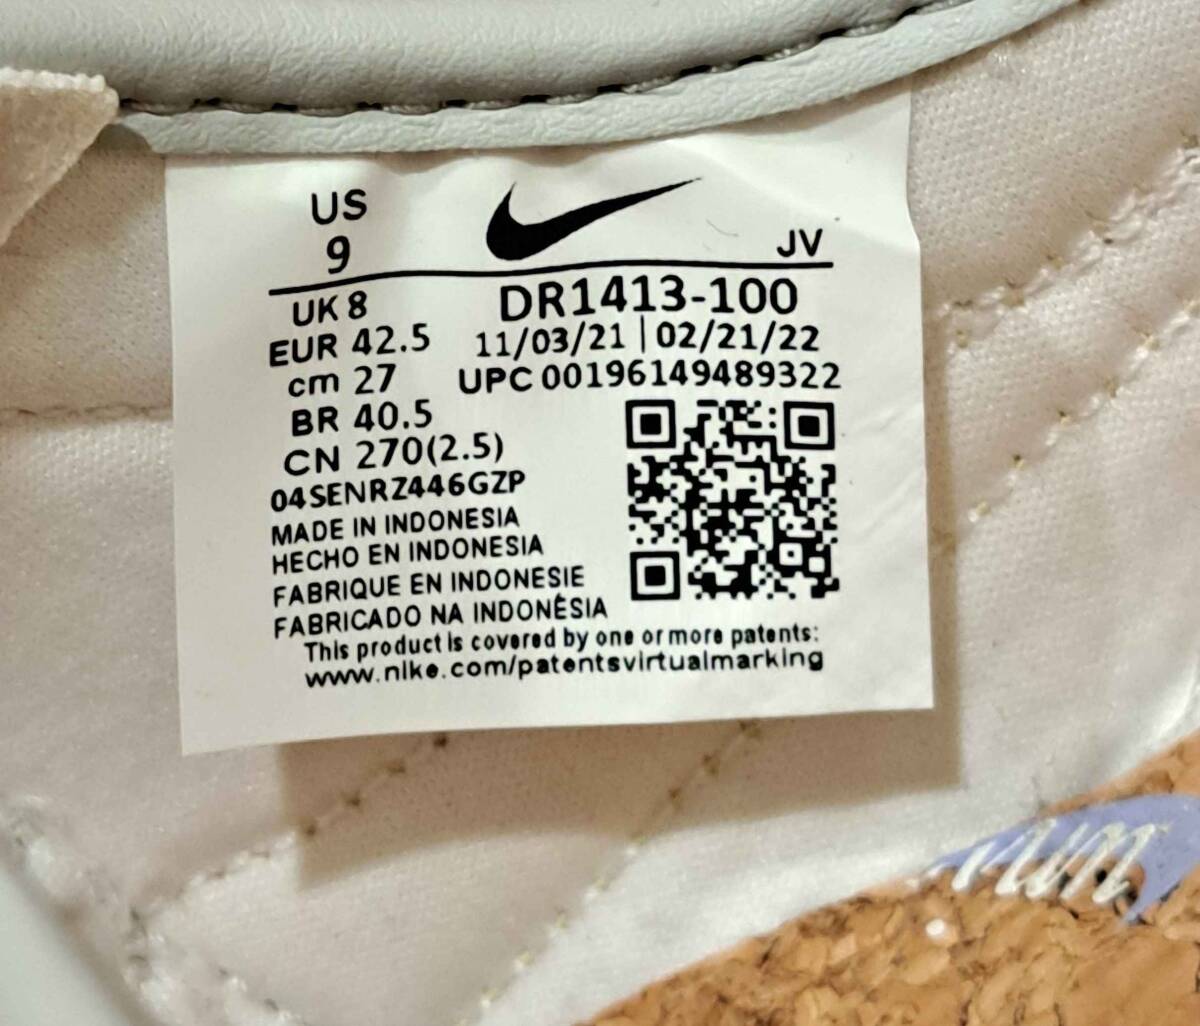 US
9
JV
UK 8
EUR 42.5
cm 27
BR 40.5
CN 270(2.5)
DR1413-100
11/03/21 | 02/21/22
UPC 00196149489322
04SENRZ446GZP
MADE IN INDONESIA
HECHO EN INDONESIA
FABRIQUE EN INDONESIE
FABRICADO NA INDONÉSIA
This product is covered by one or more patents:
www.nike.com/patentsvirtualmarking